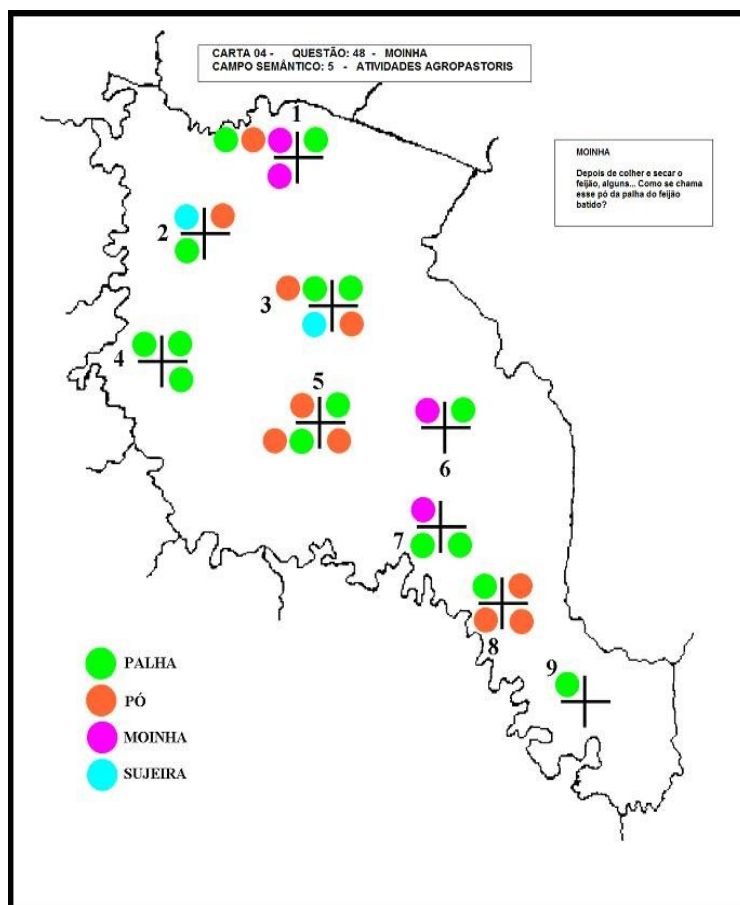 CARTA 04 - QUESTÃO: 48 - MOINHA
CAMPO SEMÂNTICO: 5 - ATIVIDADES AGROPASTORIS
MOINHA
Depois de colher e secar o
feijão, alguns... Como se chama
esse pó da palha do feijão
batido?
1
2
3
4
5
6
7
8
9
PALHA
PÓ
MOINHA
SUJEIRA